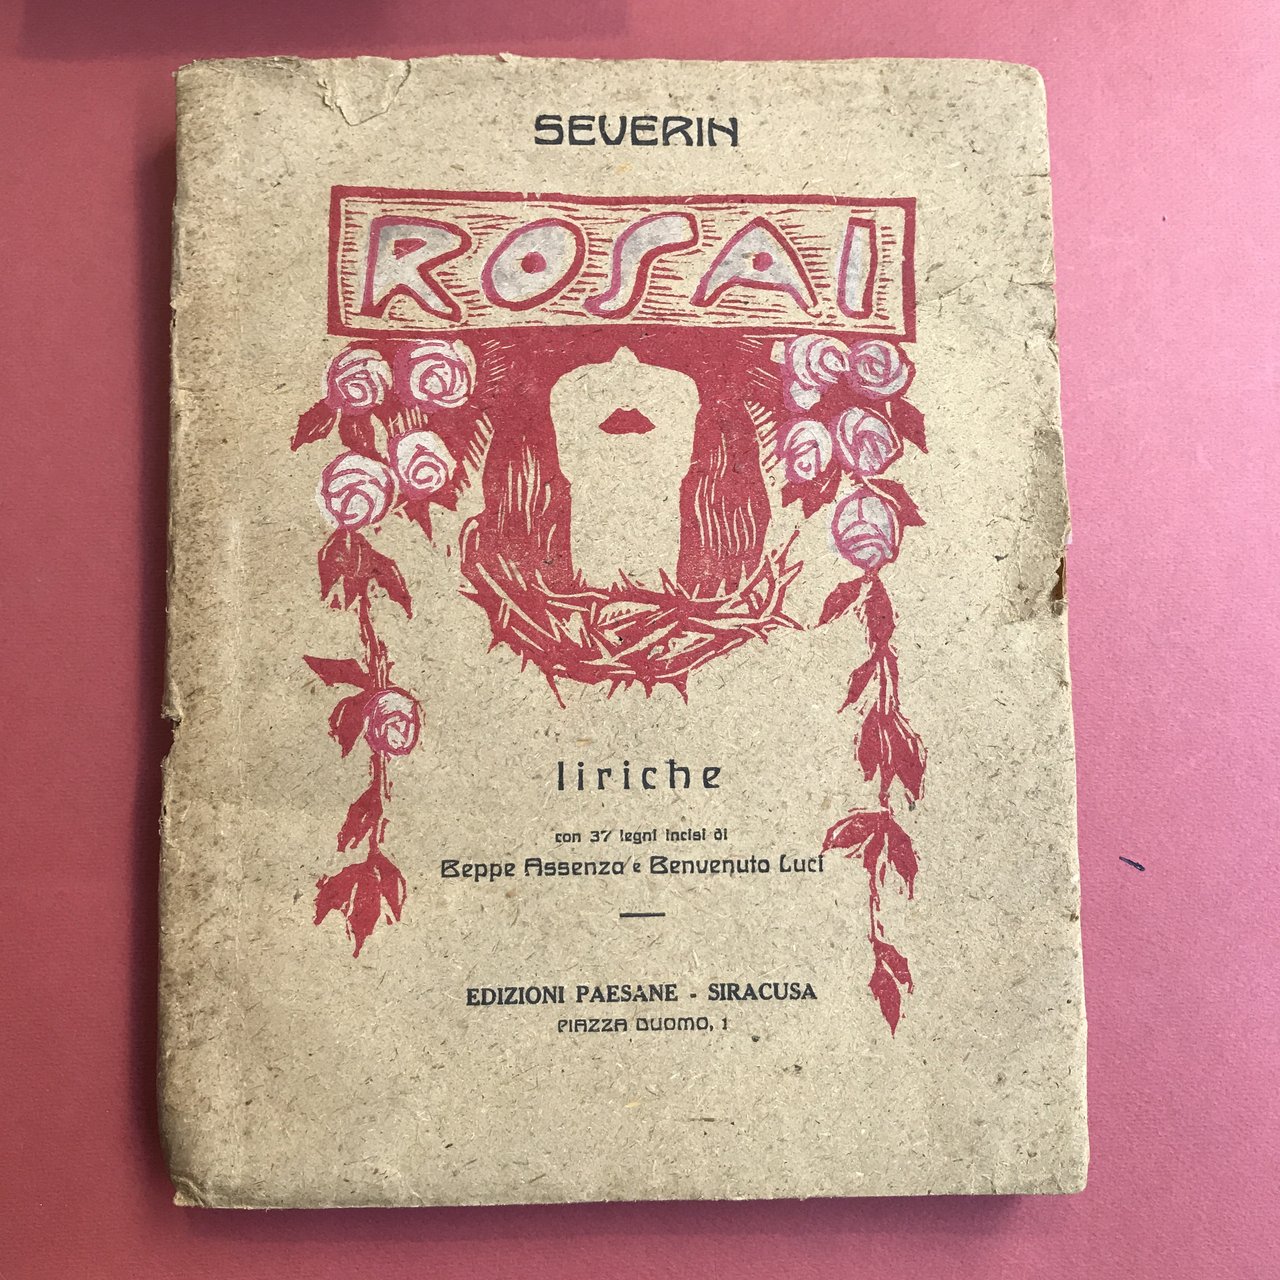 SEVERIN
ROSAI
liriche
con 37 legni incisi di
Beppe Assenza e Benvenuto Luci
EDIZIONI PAESANE - SIRACUSA
PIAZZA DUOMO, 1